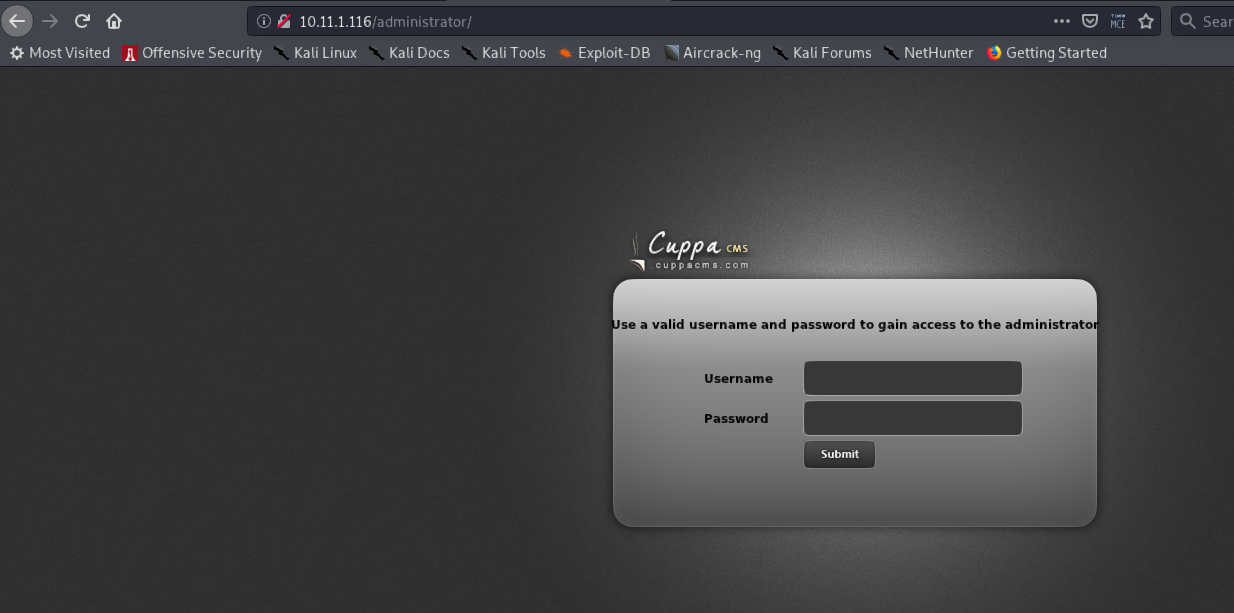 10.11.1.116/administrator/
Sear
Most Visited Offensive Security Kali Linux Kali Docs Kali Tools Exploit-DB Aircrack-ng Kali Forums NetHunter Getting Started
Cuppa CMS
.cuppacms.com
Use a valid username and password to gain access to the administrator
Username
Password
Submit